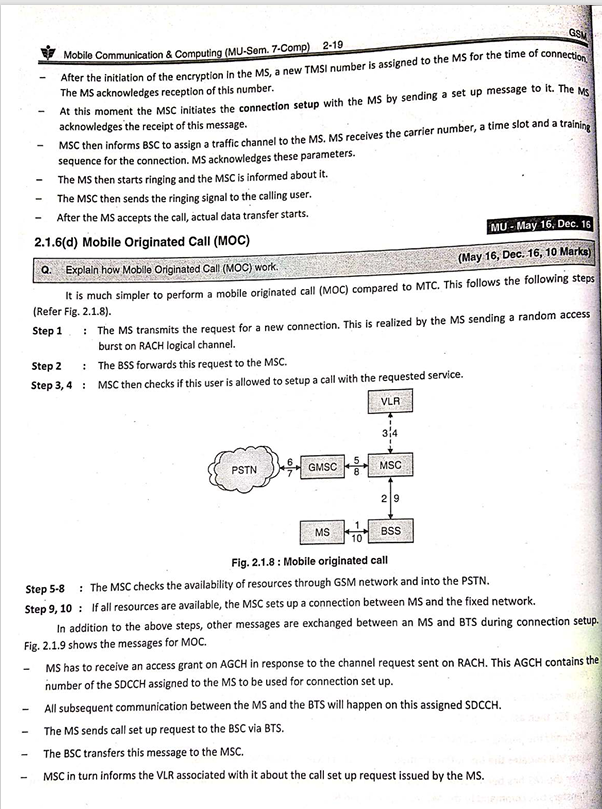 Mobile Communication & Computing (MU-Sem. 7-Comp) 2-19 GSM
– After the initiation of the encryption in the MS, a new TMSI number is assigned to the MS for the time of connection.
The MS acknowledges reception of this number.
– At this moment the MSC initiates the connection setup with the MS by sending a set up message to it. The MS
acknowledges the receipt of this message.
– MSC then informs BSC to assign a traffic channel to the MS. MS receives the carrier number, a time slot and a training
sequence for the connection. MS acknowledges these parameters.
– The MS then starts ringing and the MSC is informed about it.
– The MSC then sends the ringing signal to the calling user.
– After the MS accepts the call, actual data transfer starts.
MU - May 16, Dec. 16
2.1.6(d) Mobile Originated Call (MOC)
Q. Explain how Mobile Originated Call (MOC) work. (May 16, Dec. 16, 10 Marks)
It is much simpler to perform a mobile originated call (MOC) compared to MTC. This follows the following steps
(Refer Fig. 2.1.8).
Step 1 : The MS transmits the request for a new connection. This is realized by the MS sending a random access
burst on RACH logical channel.
Step 2 : The BSS forwards this request to the MSC.
Step 3, 4 : MSC then checks if this user is allowed to setup a call with the requested service.
VLR
3 4
PSTN 6 7 GMSC 5 8 MSC
2 9
MS 1 10 BSS
Fig. 2.1.8 : Mobile originated call
Step 5-8 : The MSC checks the availability of resources through GSM network and into the PSTN.
Step 9, 10 : If all resources are available, the MSC sets up a connection between MS and the fixed network.
In addition to the above steps, other messages are exchanged between an MS and BTS during connection setup.
Fig. 2.1.9 shows the messages for MOC.
– MS has to receive an access grant on AGCH in response to the channel request sent on RACH. This AGCH contains the
number of the SDCCH assigned to the MS to be used for connection set up.
– All subsequent communication between the MS and the BTS will happen on this assigned SDCCH.
– The MS sends call set up request to the BSC via BTS.
– The BSC transfers this message to the MSC.
– MSC in turn informs the VLR associated with it about the call set up request issued by the MS.